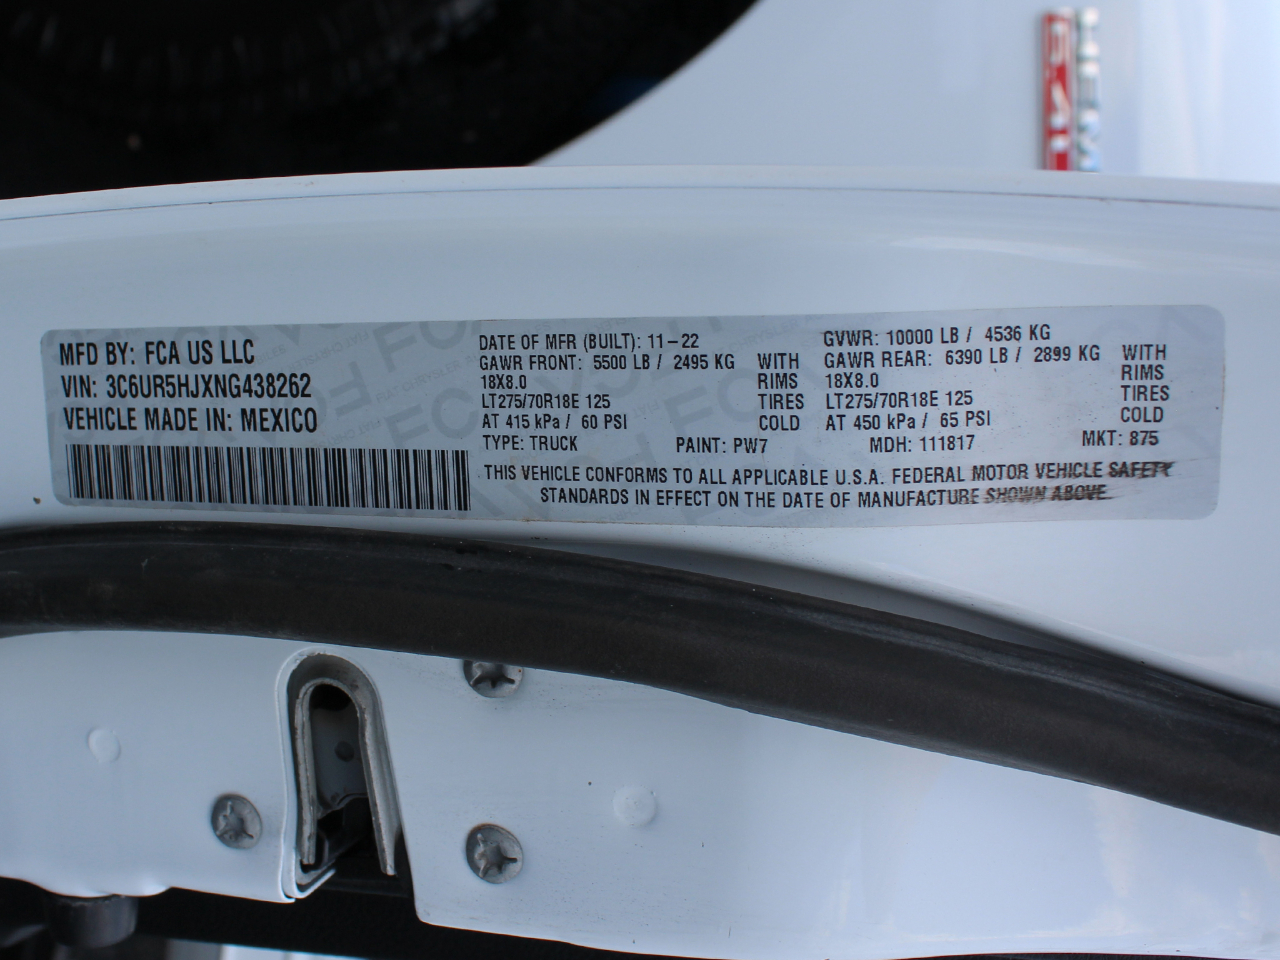 MFD BY: FCA US LLC
VIN: 3C6UR5HJXNG438262
VEHICLE MADE IN: MEXICO
DATE OF MFR (BUILT): 11-22 GVWR: 10000 LB / 4536 KG
GAWR FRONT: 5500 LB / 2495 KG WITH GAWR REAR: 6390 LB / 2899 KG WITH
18X8.0 RIMS 18X8.0 RIMS
LT275/70R18E 125 TIRES LT275/70R18E 125 TIRES
AT 415 kPa / 60 PSI COLD AT 450 kPa / 65 PSI COLD
TYPE: TRUCK PAINT: PW7 MDH: 111817 MKT: 875
THIS VEHICLE CONFORMS TO ALL APPLICABLE U.S.A. FEDERAL MOTOR VEHICLE SAFETY
STANDARDS IN EFFECT ON THE DATE OF MANUFACTURE SHOWN ABOVE.